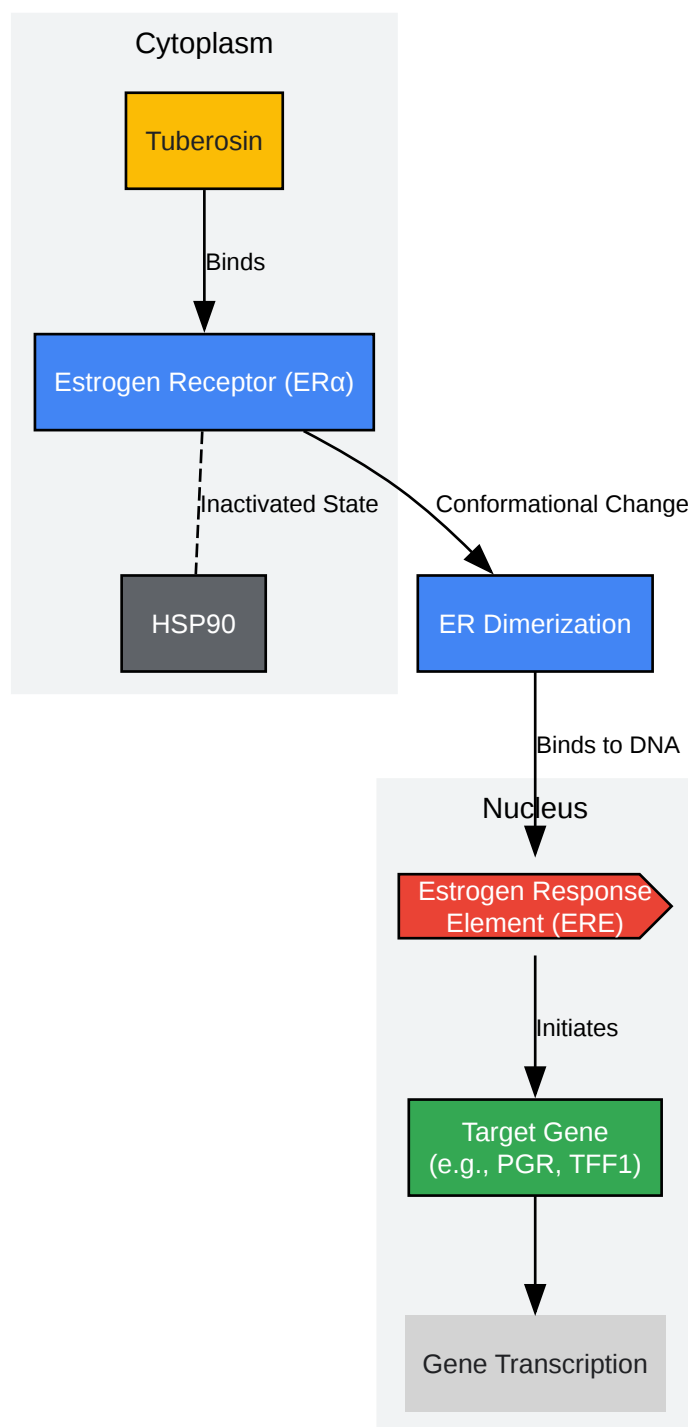 Cytoplasm
Tuberosin
Binds
Estrogen Receptor (ERα)
Inactivated State
Conformational Change
HSP90
ER Dimerization
Binds to DNA
Nucleus
Estrogen Response
Element (ERE)
Initiates
Target Gene
(e.g., PGR, TFF1)
Gene Transcription